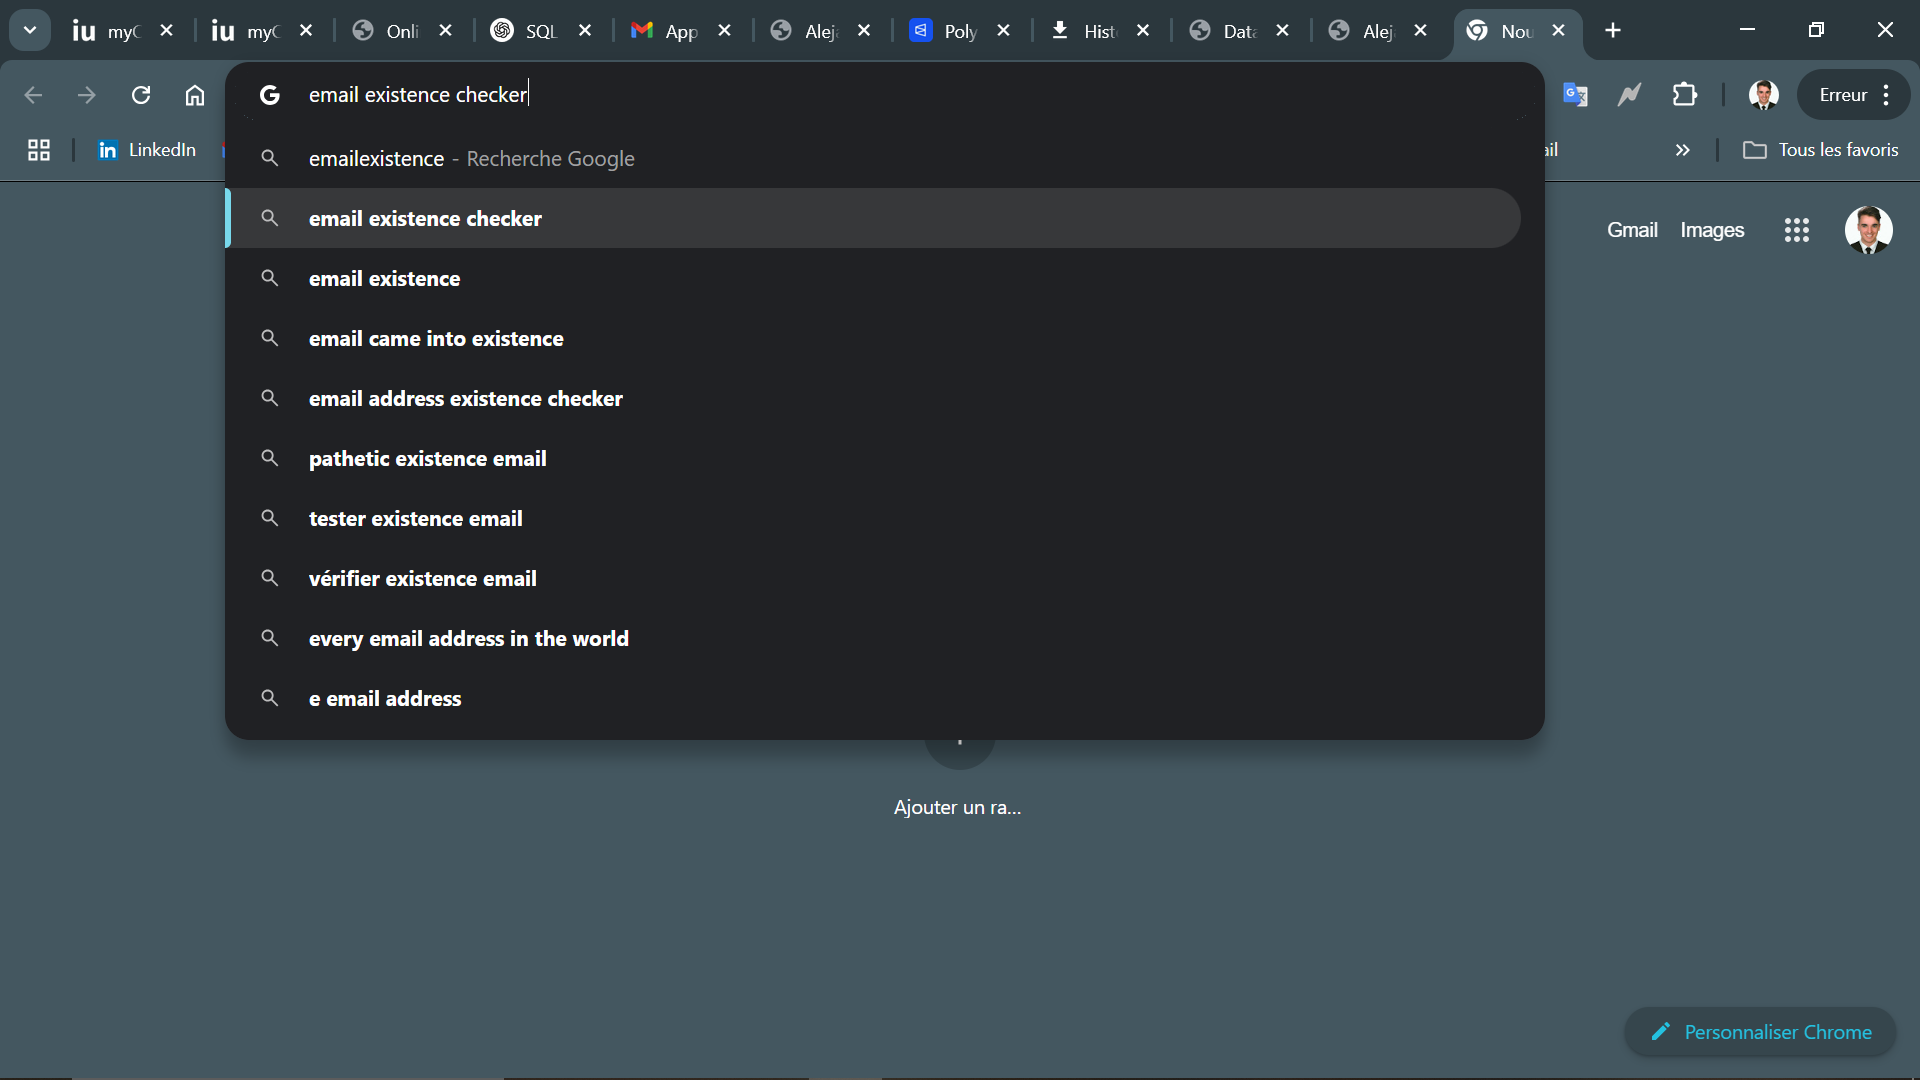 iu myC
iu myC
Onli
SQL
App
Alej
Poly
Hist
Data
Alej
Nou
email existence checker
Erreur
LinkedIn
ail
Tous les favoris
emailexistence - Recherche Google
email existence checker
Gmail Images
email existence
email came into existence
email address existence checker
pathetic existence email
tester existence email
vérifier existence email
every email address in the world
e email address
Ajouter un ra...
Personnaliser Chrome